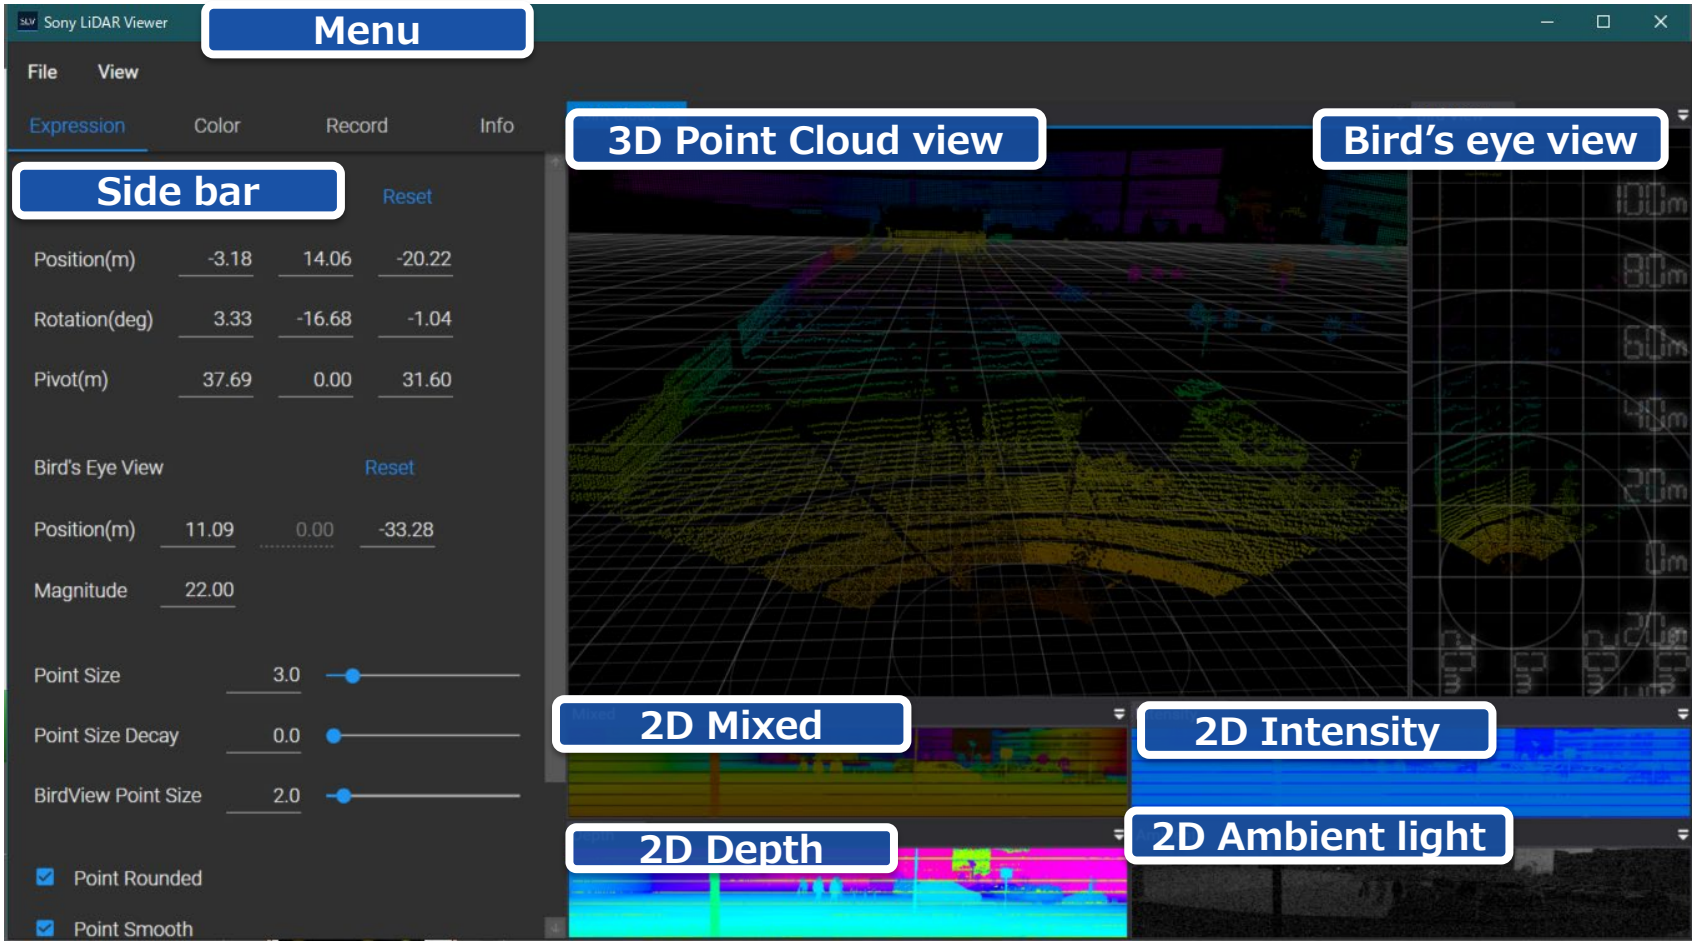 SLV Sony LiDAR Viewer
Menu
File View
Expression Color Record Info
3D Point Cloud view
Bird's eye view
Side bar
Reset
Position(m) -3.18 14.06 -20.22
Rotation(deg) 3.33 -16.68 -1.04
Pivot(m) 37.69 0.00 31.60
Bird's Eye View Reset
Position(m) 11.09 0.00 -33.28
Magnitude 22.00
Point Size 3.0
Point Size Decay 0.0
BirdView Point Size 2.0
Point Rounded
Point Smooth
100m
80m
60m
40m
20m
0m
2D Mixed
2D Intensity
2D Depth
2D Ambient light